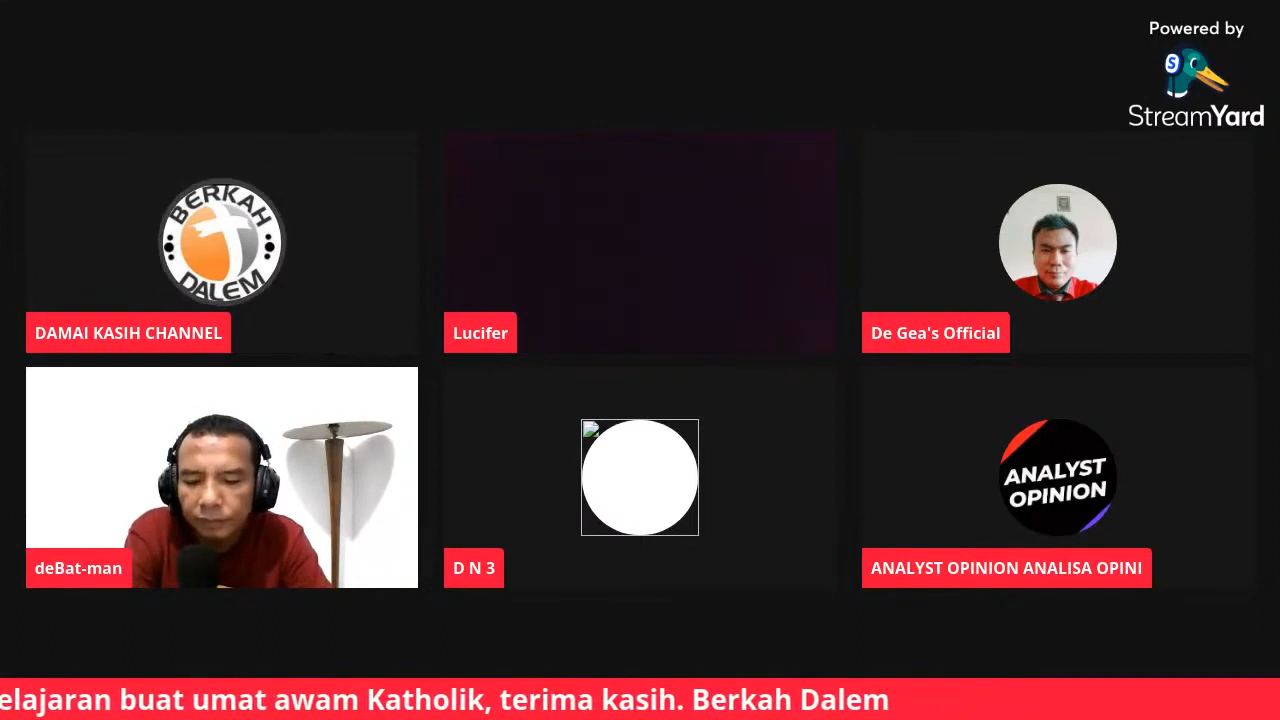 Powered by
S
StreamYard
BERKAH
DALEM
DAMAI KASIH CHANNEL
Lucifer
De Gea's Official
deBat-man
D N 3
ANALYST
OPINION
ANALYST OPINION ANALISA OPINI
elajaran buat umat awam Katholik, terima kasih. Berkah Dalem